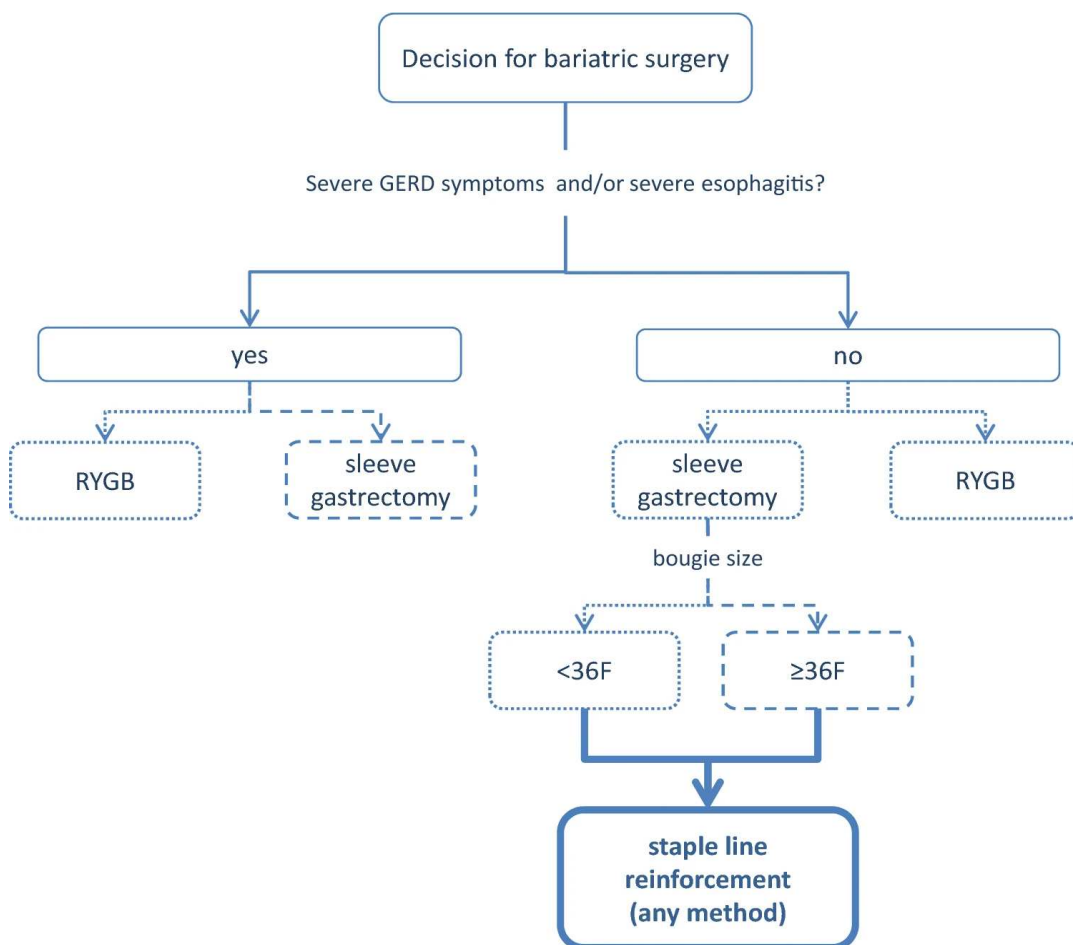 Decision for bariatric surgery
Severe GERD symptoms and/or severe esophagitis?
yes
no
RYGB
sleeve
gastrectomy
sleeve
gastrectomy
RYGB
bougie size
<36F
≥36F
staple line
reinforcement
(any method)